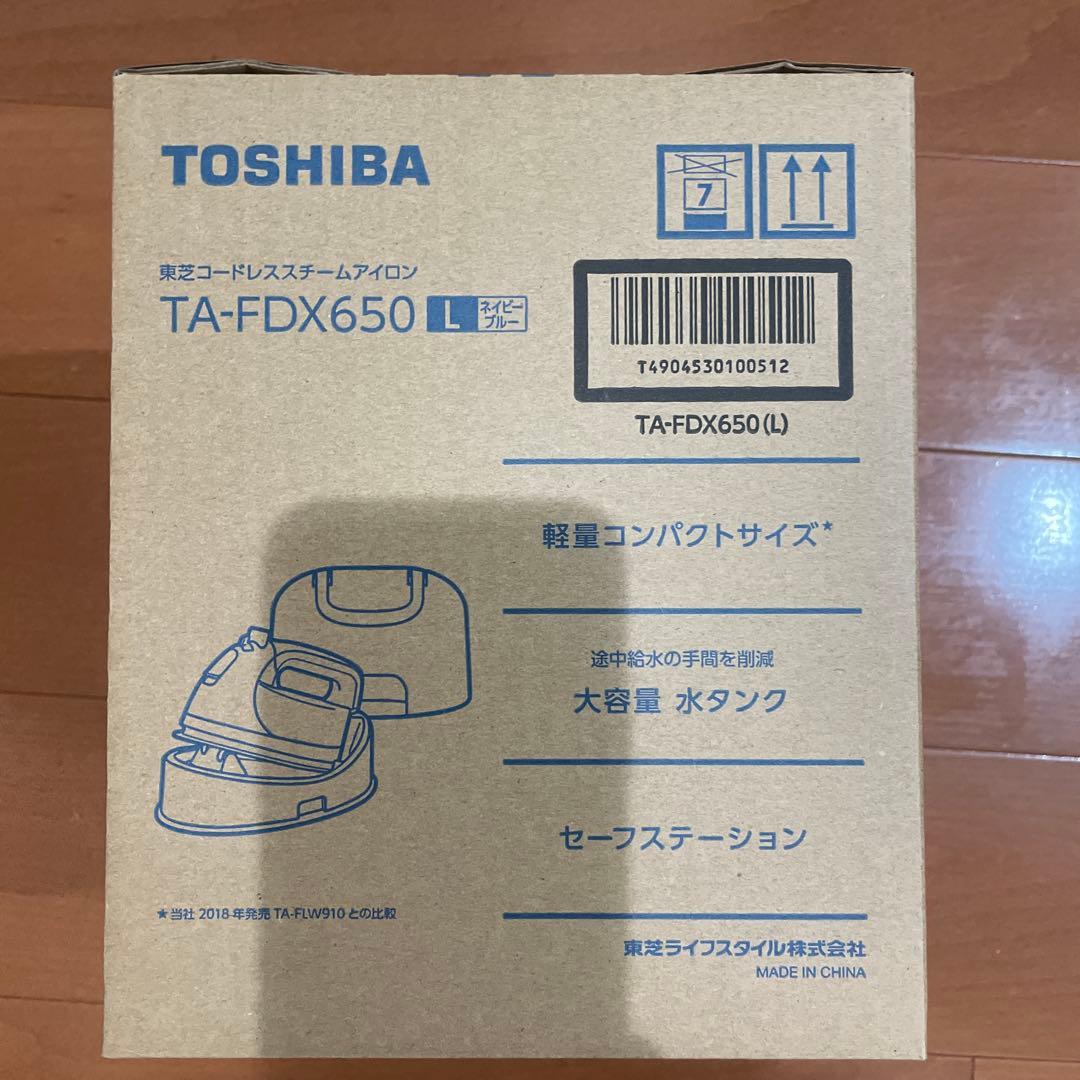 TOSHIBA
7
東芝コードレススチームアイロン
TA-FDX650 L ネイビー
ブルー
T4904530100512
TA-FDX650(L)
軽量コンパクトサイズ★
途中給水の手間を削減
大容量 水タンク
セーフステーション
★当社 2018年発売 TA-FLW910 との比較
東芝ライフスタイル株式会社
MADE IN CHINA